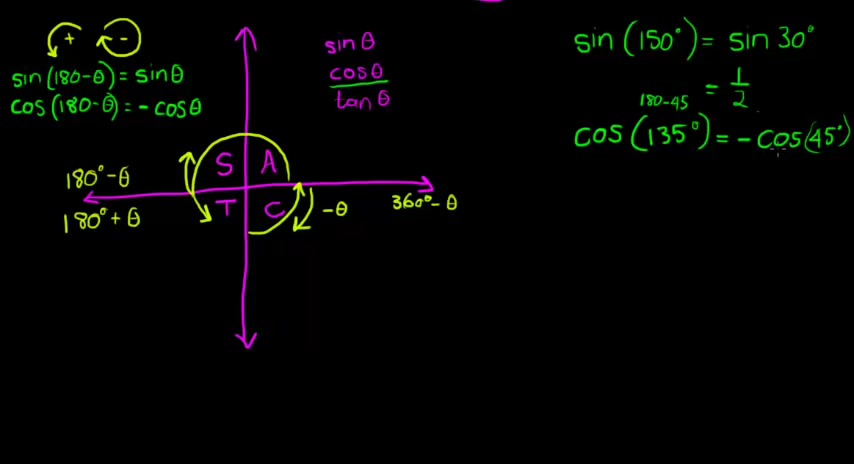 + -
sin(180-θ) = sinθ
cos(180-θ) = - cosθ
sinθ
cosθ
tanθ
S A
T C
180°-θ
180°+θ
-θ
360°-θ
sin(150°) = sin 30°
= 1/2
180-45
cos(135°) = - cos(45°)